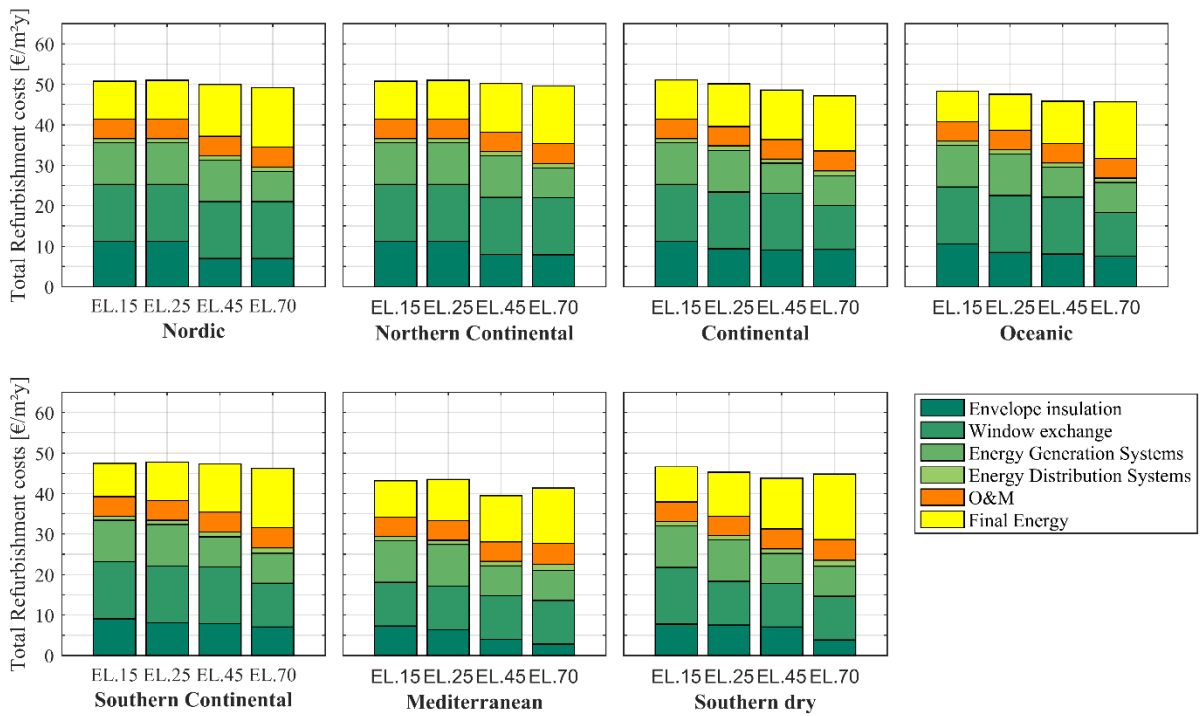 Total Refurbishment costs [€/m²y]
60
50
40
30
20
10
0
EL.15 EL.25 EL.45 EL.70
Nordic
EL.15 EL.25 EL.45 EL.70
Northern Continental
EL.15 EL.25 EL.45 EL.70
Continental
EL.15 EL.25 EL.45 EL.70
Oceanic
Total Refurbishment costs [€/m²y]
60
50
40
30
20
10
0
EL.15 EL.25 EL.45 EL.70
Southern Continental
EL.15 EL.25 EL.45 EL.70
Mediterranean
EL.15 EL.25 EL.45 EL.70
Southern dry
Envelope insulation
Window exchange
Energy Generation Systems
Energy Distribution Systems
O&M
Final Energy